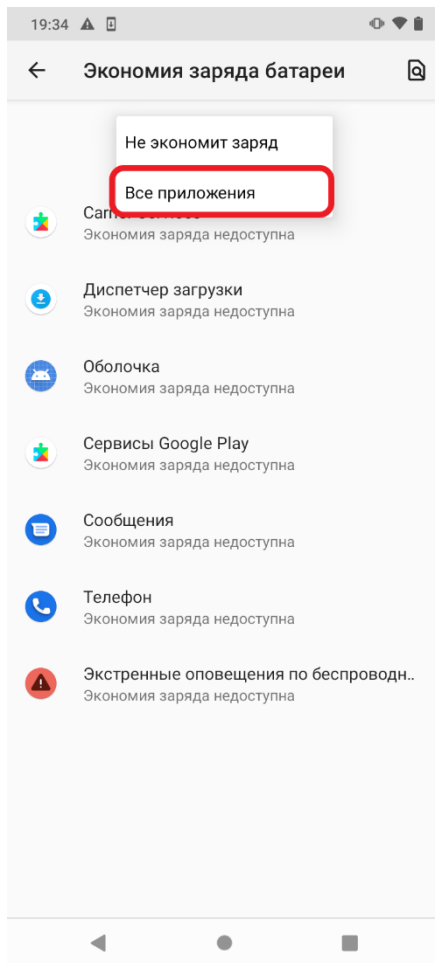 19:34
Экономия заряда батареи
Не экономит заряд
Все приложения
Экономия заряда недоступна
Диспетчер загрузки
Экономия заряда недоступна
Оболочка
Экономия заряда недоступна
Сервисы Google Play
Экономия заряда недоступна
Сообщения
Экономия заряда недоступна
Телефон
Экономия заряда недоступна
Экстренные оповещения по беспроводн..
Экономия заряда недоступна